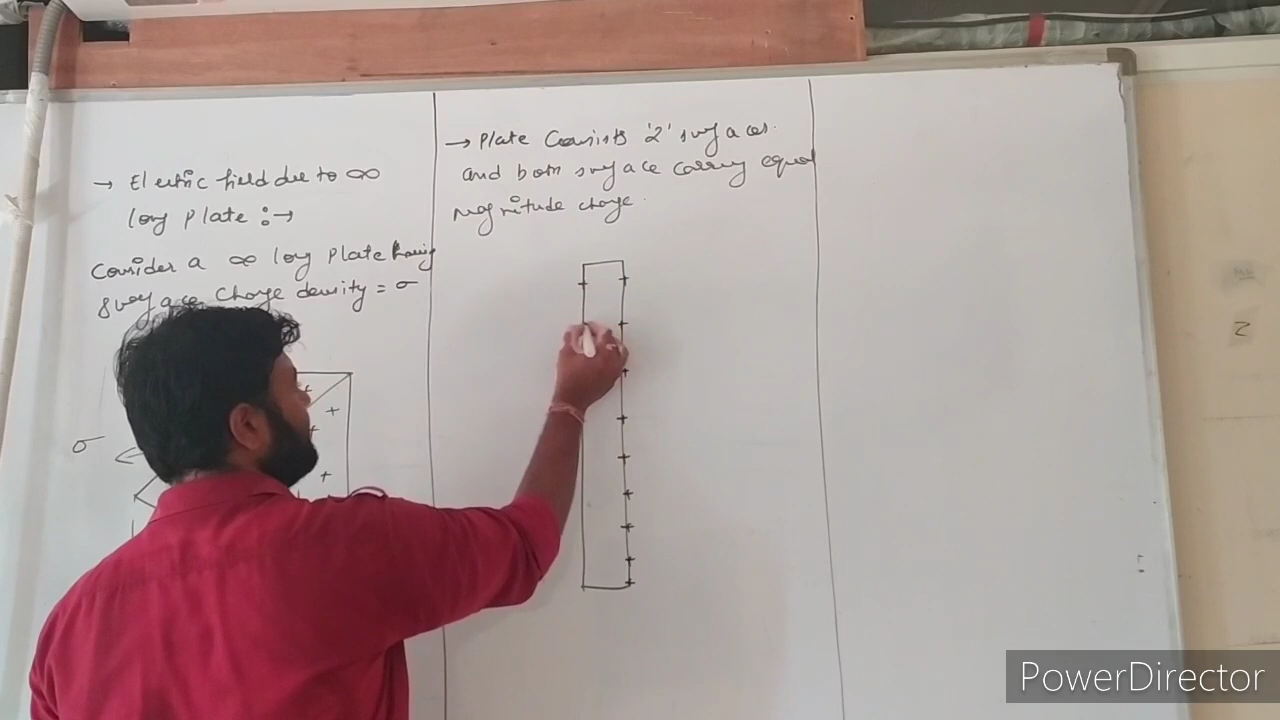 → Electric field due to ∞
long plate :→
Consider a ∞ long plate having
surface charge density = σ
σ
→ Plate Consists '2' surfaces.
and both surface carry equal
magnitude charge.
PowerDirector